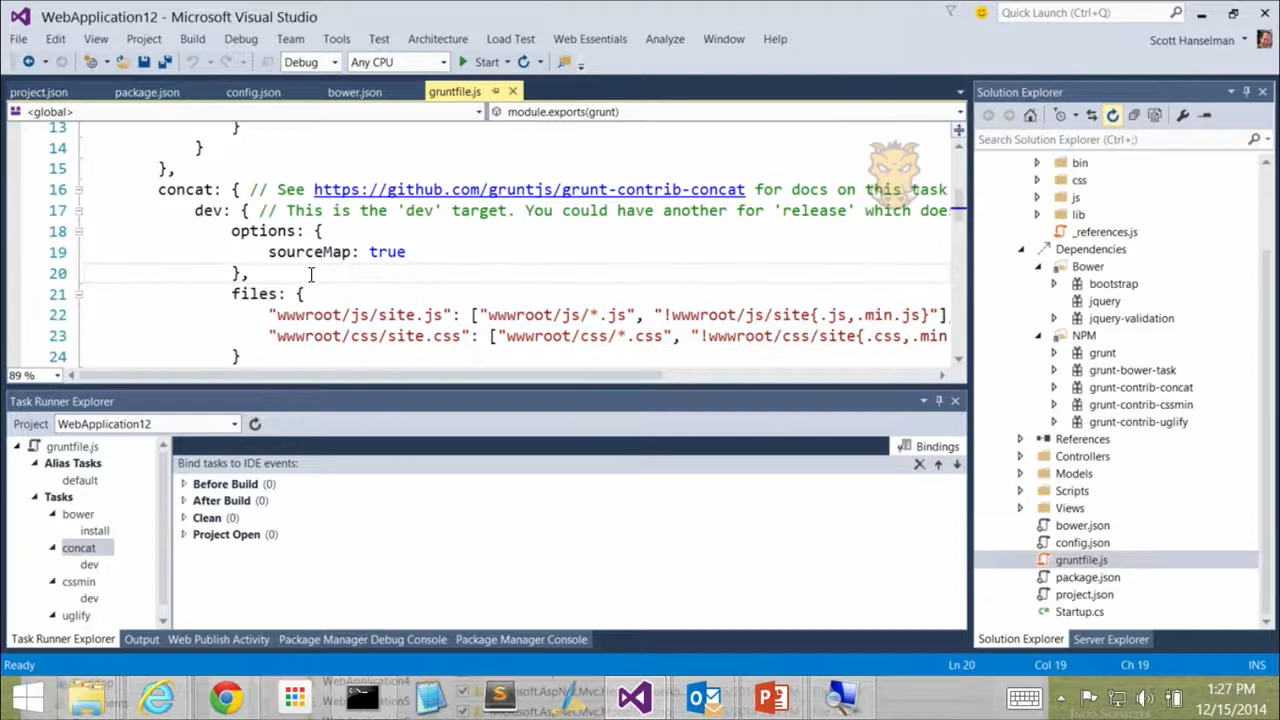 WebApplication12 - Microsoft Visual Studio
Quick Launch (Ctrl+Q)
File Edit View Project Build Debug Team Tools Test Architecture Load Test Web Essentials Analyze Window Help
Scott Hanselman
Debug Any CPU Start
project.json package.json config.json bower.json gruntfile.js
<global> module.exports(grunt)
13 }
14 }
15 },
16 concat: { // See https://github.com/gruntjs/grunt-contrib-concat for docs on this task
17 dev: { // This is the 'dev' target. You could have another for 'release' which doe
18 options: {
19 sourceMap: true
20 },
21 files: {
22 "wwwroot/js/site.js": ["wwwroot/js/*.js", "!wwwroot/js/site{.js,.min.js}"],
23 "wwwroot/css/site.css": ["wwwroot/css/*.css", "!wwwroot/css/site{.css,.min
24 }
89 %
Task Runner Explorer
Project WebApplication12
gruntfile.js
Alias Tasks
default
Tasks
bower
install
concat
dev
cssmin
dev
uglify
Bindings
Bind tasks to IDE events:
Before Build (0)
After Build (0)
Clean (0)
Project Open (0)
Task Runner Explorer Output Web Publish Activity Package Manager Debug Console Package Manager Console
Solution Explorer
Search Solution Explorer (Ctrl+;)
bin
css
js
lib
_references.js
Dependencies
Bower
bootstrap
jquery
jquery-validation
NPM
grunt
grunt-bower-task
grunt-contrib-concat
grunt-contrib-cssmin
grunt-contrib-uglify
References
Controllers
Models
Scripts
Views
bower.json
config.json
gruntfile.js
package.json
project.json
Startup.cs
Solution Explorer Server Explorer
Ready Ln 20 Col 19 Ch 19 INS
1:27 PM
12/15/2014